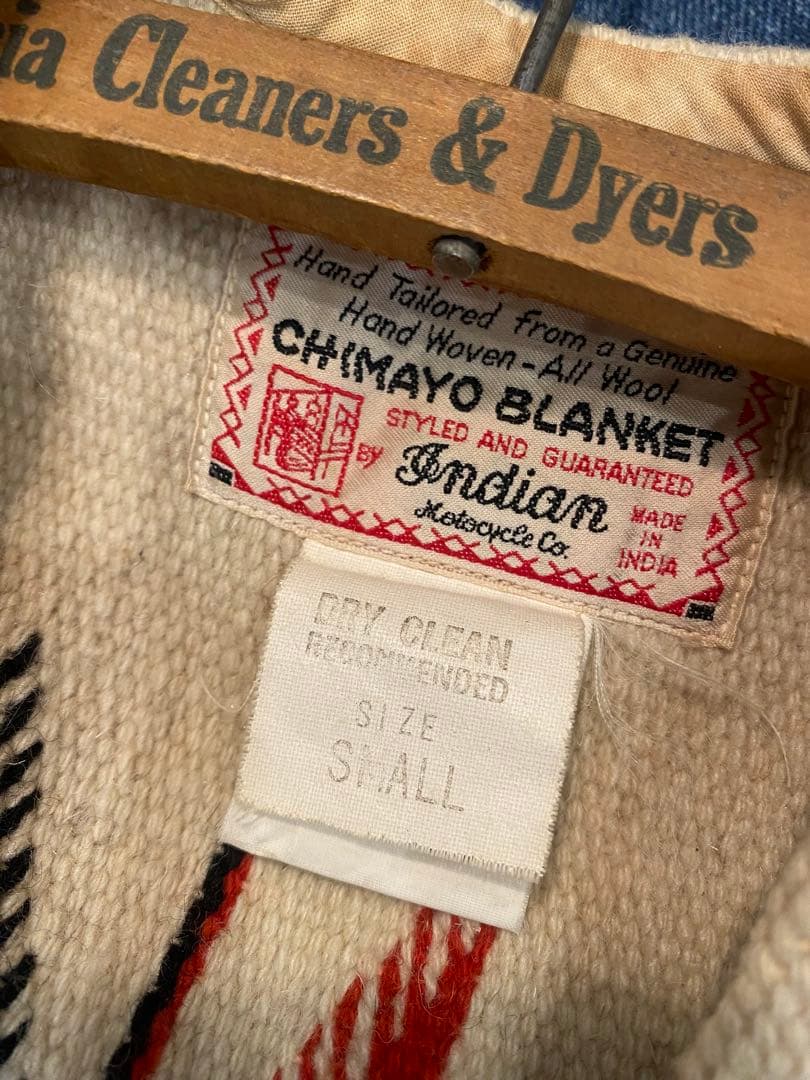 ia Cleaners & Dyers
Hand Tailored from a Genuine
Hand Woven-All Wool
CHIMAYO BLANKET
STYLED AND GUARANTEED
BY Indian
Motocycle Co.
MADE
IN
INDIA
DRY CLEAN
RECOMMENDED
SIZE
SMALL